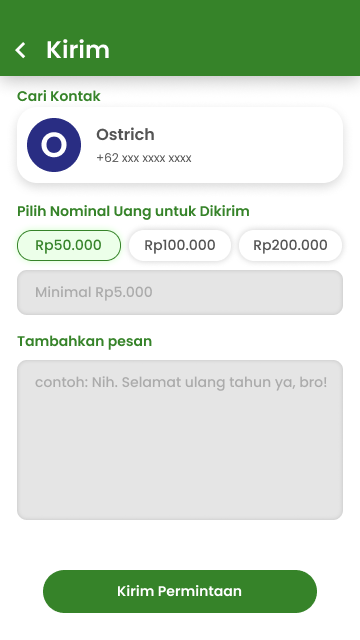 Kirim
Cari Kontak
O
Ostrich
+62 xxx xxxx xxxx
Pilih Nominal Uang untuk Dikirim
Rp50.000 Rp100.000 Rp200.000
Minimal Rp5.000
Tambahkan pesan
contoh: Nih. Selamat ulang tahun ya, bro!
Kirim Permintaan